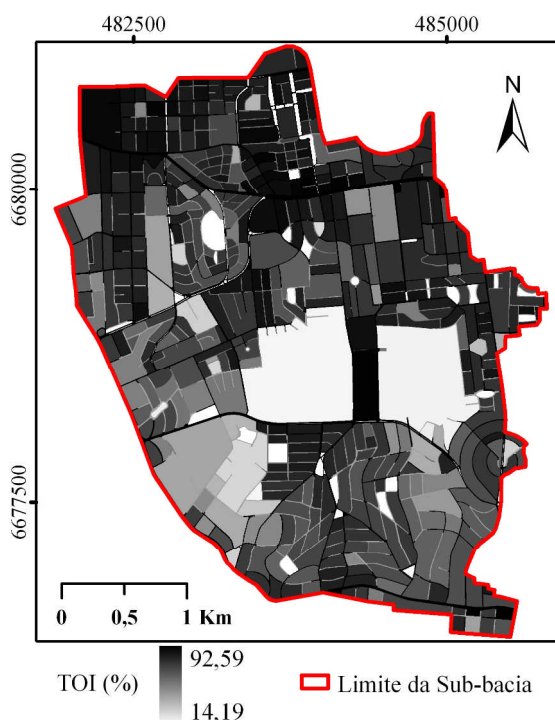 482500 485000
N
6680000
6677500
0 0,5 1 Km
TOI (%) 92,59
14,19
Limite da Sub-bacia